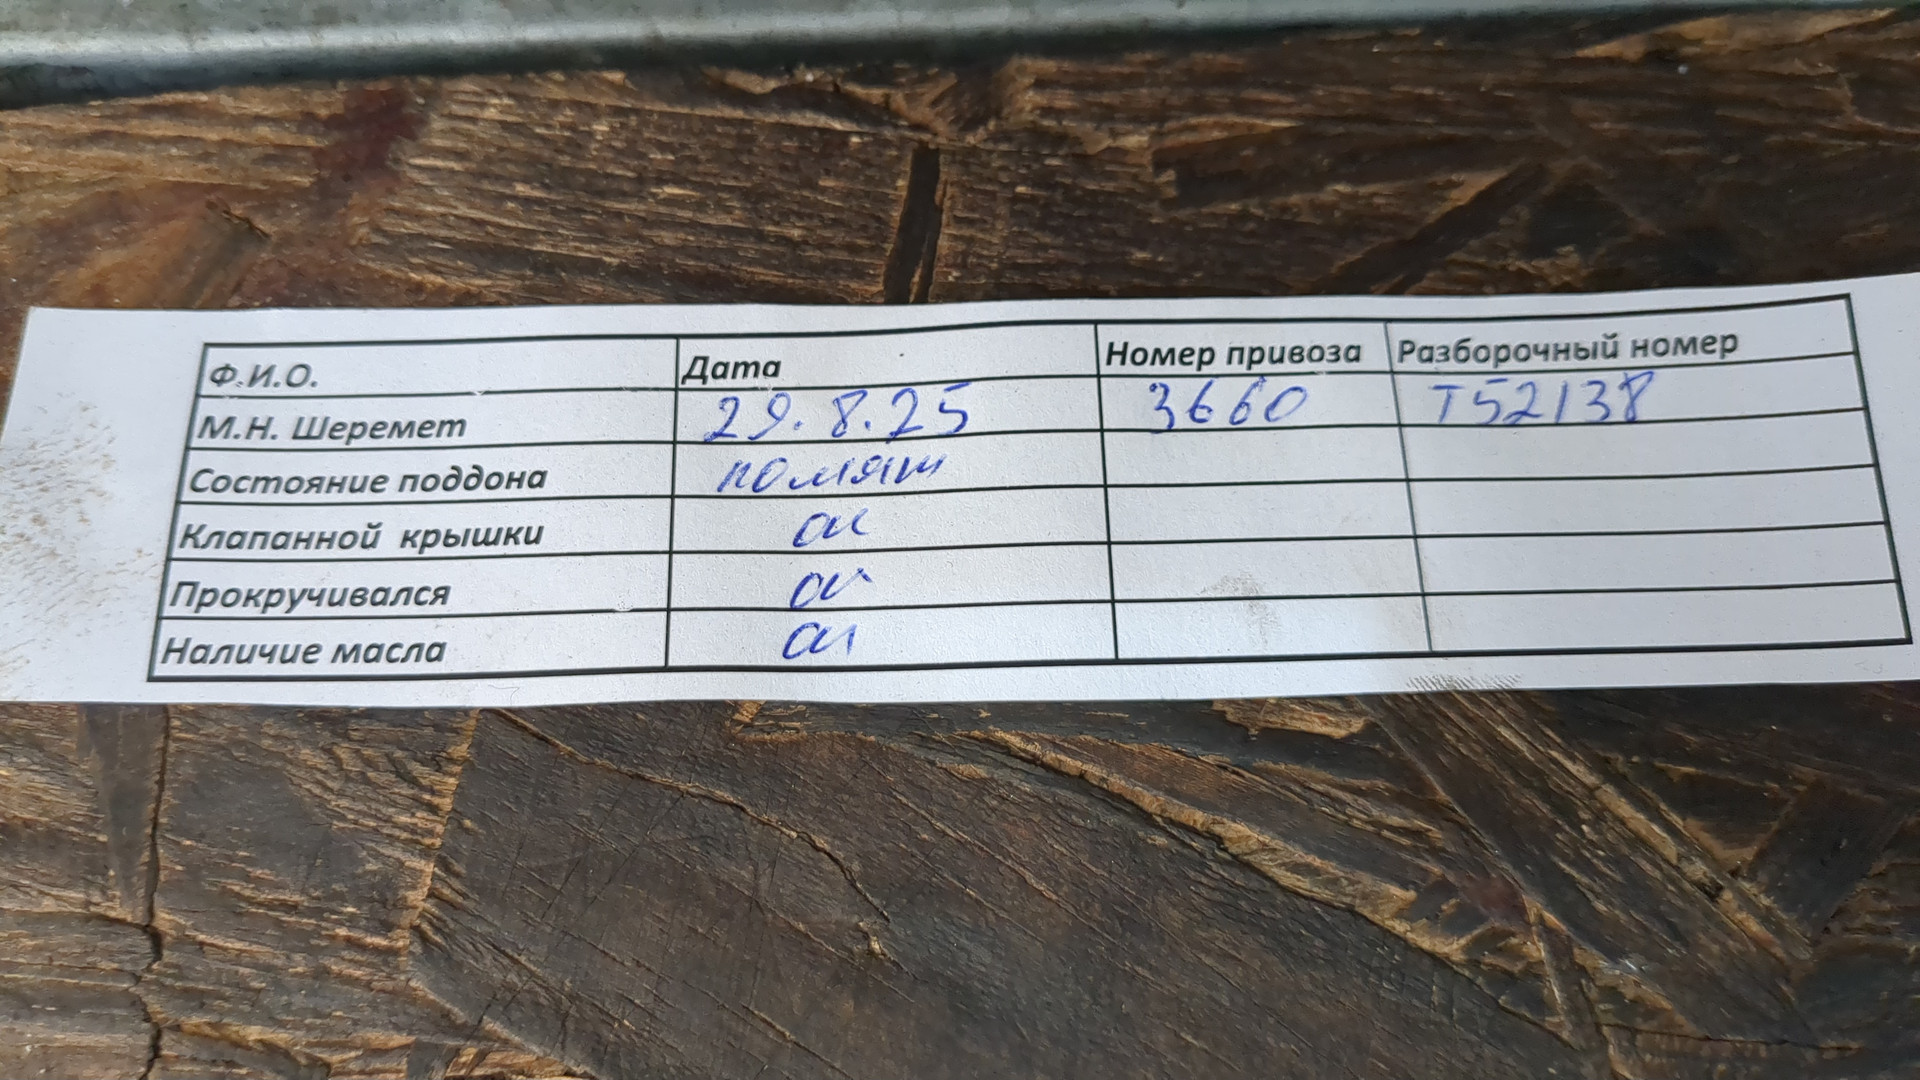 Ф.И.О. Дата Номер привоза Разборочный номер
М.Н. Шеремет 29.8.25 3660 T52138
Состояние поддона помят
Клапанной крышки ок
Прокручивался ок
Наличие масла ок